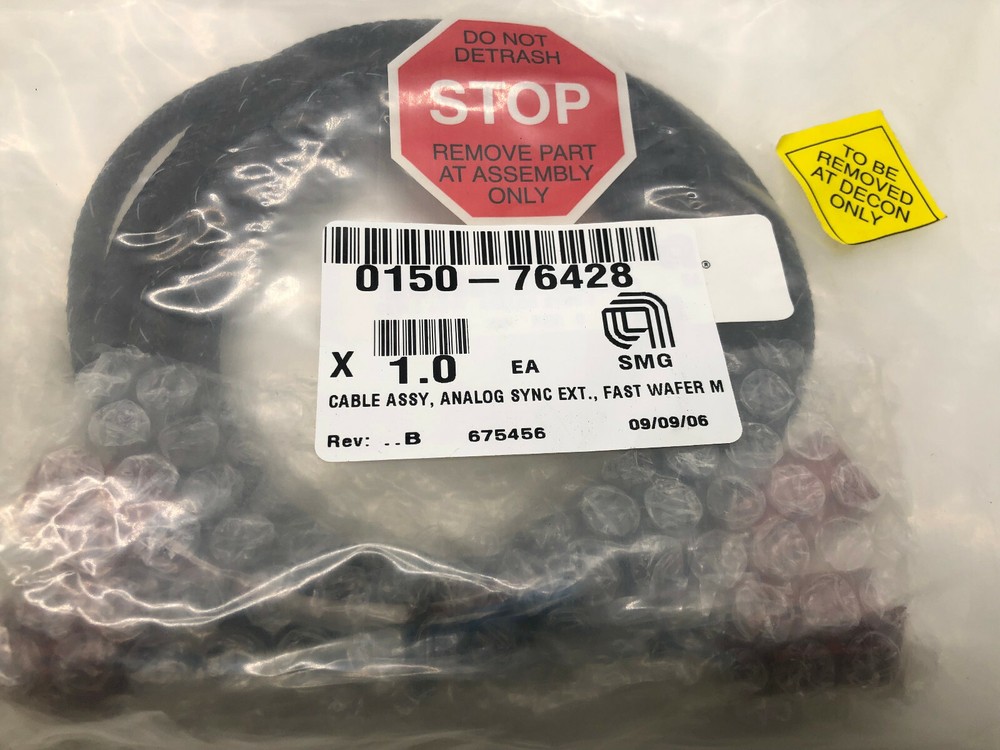 DO NOT
DETRASH
STOP
REMOVE PART
AT ASSEMBLY
ONLY
TO BE
REMOVED
AT DECON
ONLY
®
0150-76428
X 1.0 EA
SMG
CABLE ASSY, ANALOG SYNC EXT., FAST WAFER M
Rev: ..B 675456 09/09/06